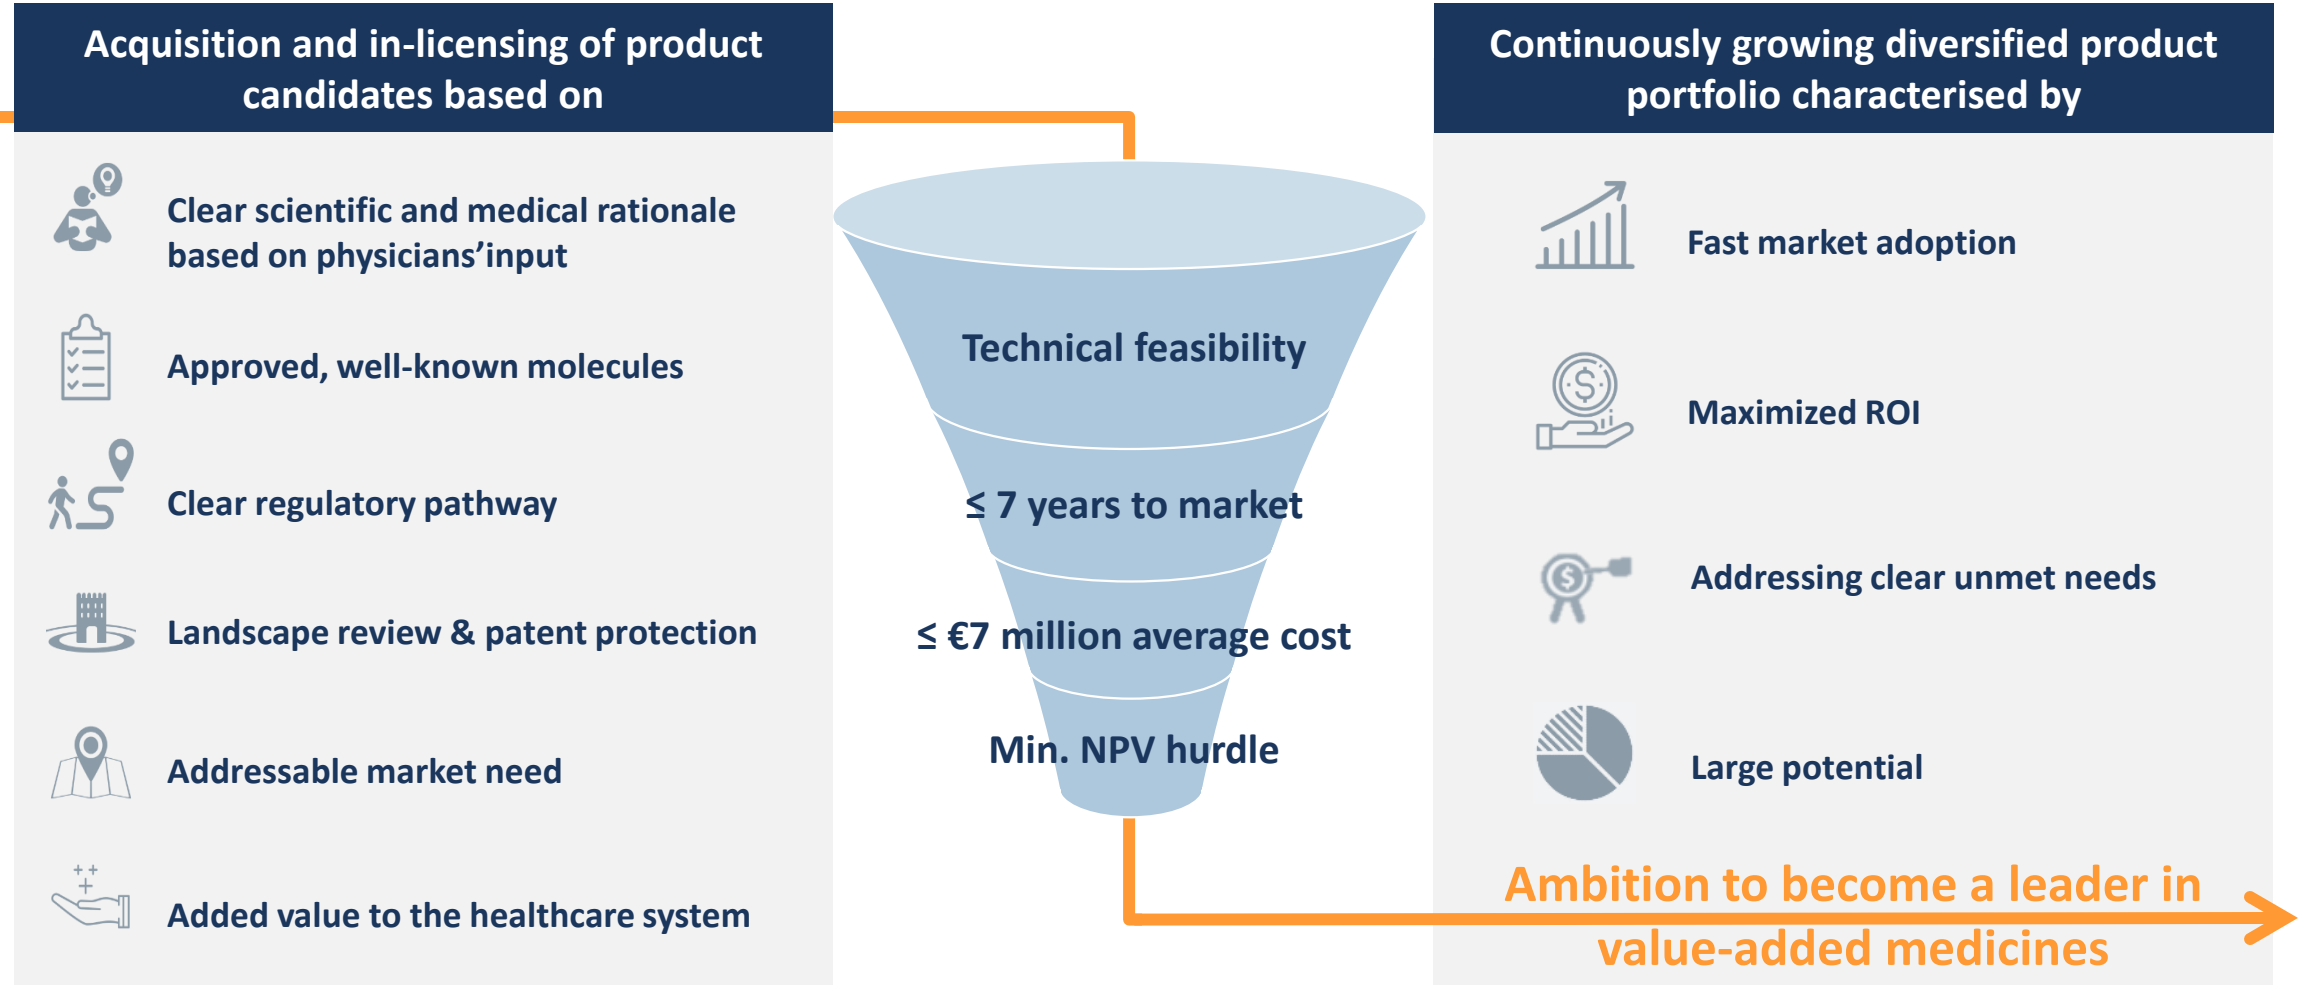 Acquisition and in-licensing of product
candidates based on
Clear scientific and medical rationale
based on physicians’input
Approved, well-known molecules
Clear regulatory pathway
Landscape review & patent protection
Addressable market need
Added value to the healthcare system
Technical feasibility
≤ 7 years to market
≤ €7 million average cost
Min. NPV hurdle
Continuously growing diversified product
portfolio characterised by
Fast market adoption
$
Maximized ROI
$
Addressing clear unmet needs
Large potential
Ambition to become a leader in
value-added medicines